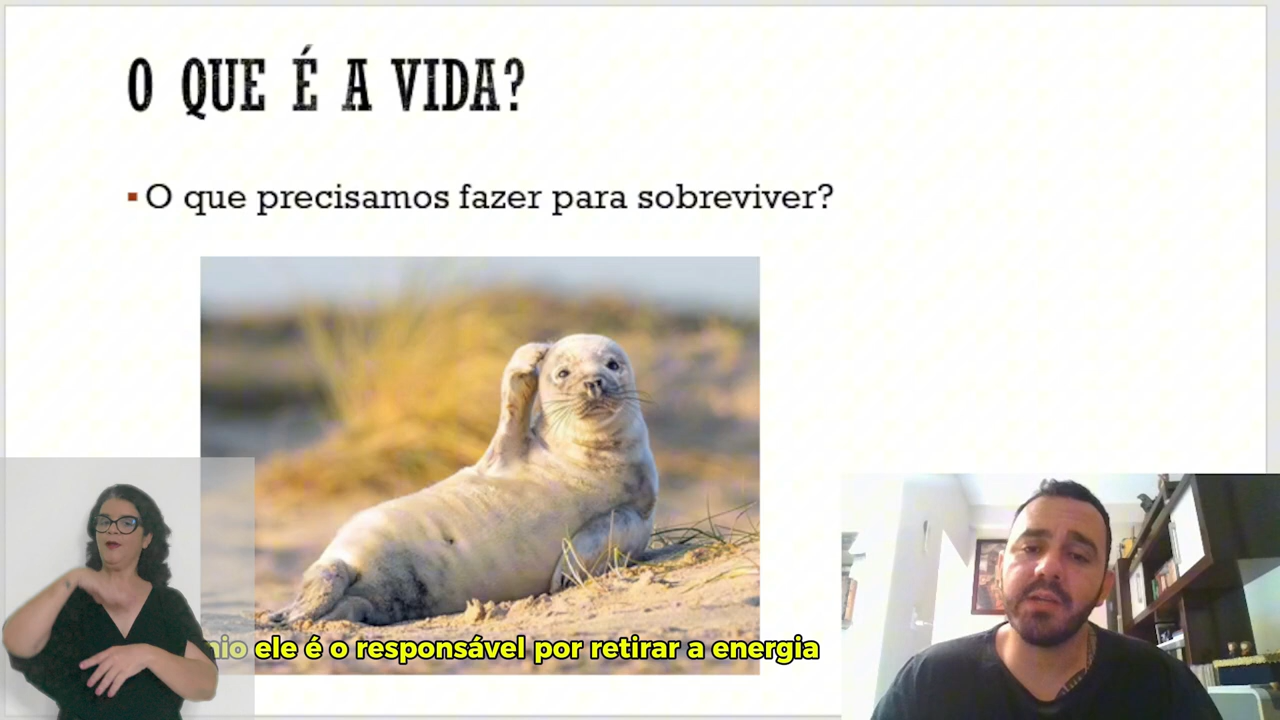 O QUE É A VIDA?
▪ O que precisamos fazer para sobreviver?
ele é o responsável por retirar a energia